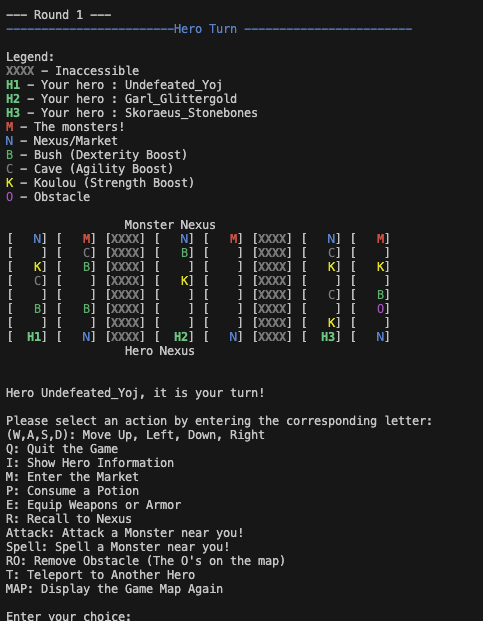 --- Round 1 ---
------------------------Hero Turn ------------------------
Legend:
XXXX - Inaccessible
H1 - Your hero : Undefeated_Yoj
H2 - Your hero : Garl_Glittergold
H3 - Your hero : Skoraeus_Stonebones
M - The monsters!
N - Nexus/Market
B - Bush (Dexterity Boost)
C - Cave (Agility Boost)
K - Koulou (Strength Boost)
O - Obstacle
Monster Nexus
[   N] [   M] [XXXX] [   N] [   M] [XXXX] [   N] [   M]
[    ] [   C] [XXXX] [   B] [    ] [XXXX] [   C] [    ]
[   K] [   B] [XXXX] [    ] [    ] [XXXX] [   K] [   K]
[   C] [    ] [XXXX] [   K] [    ] [XXXX] [    ] [    ]
[    ] [    ] [XXXX] [    ] [    ] [XXXX] [   C] [   B]
[   B] [   B] [XXXX] [    ] [    ] [XXXX] [    ] [   O]
[    ] [    ] [XXXX] [    ] [    ] [XXXX] [   K] [    ]
[  H1] [   N] [XXXX] [  H2] [   N] [XXXX] [  H3] [   N]
Hero Nexus
Hero Undefeated_Yoj, it is your turn!
Please select an action by entering the corresponding letter:
(W,A,S,D): Move Up, Left, Down, Right
Q: Quit the Game
I: Show Hero Information
M: Enter the Market
P: Consume a Potion
E: Equip Weapons or Armor
R: Recall to Nexus
Attack: Attack a Monster near you!
Spell: Spell a Monster near you!
RO: Remove Obstacle (The O's on the map)
T: Teleport to Another Hero
MAP: Display the Game Map Again
Enter your choice: